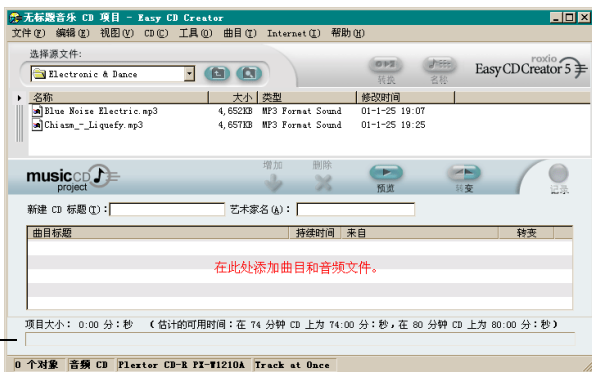 无标题音乐 CD 项目 - Easy CD Creator
文件(F) 编辑(E) 视图(V) CD(C) 工具(O) 曲目(T) Internet(I) 帮助(H)
选择源文件:
Electronic & Dance
转换 名称
roxio
Easy CD Creator 5
名称 大小 类型 修改时间
Blue Noise Electric.mp3 4,652KB MP3 Format Sound 01-1-25 19:07
Chiasm_-_Liquefy.mp3 4,657KB MP3 Format Sound 01-1-25 19:25
musicCD project
增加 删除 预览 转变 记录
新建 CD 标题(T): 艺术家名(A):
曲目标题 持续时间 来自 转变
在此处添加曲目和音频文件。
项目大小: 0:00 分:秒 (估计的可用时间:在 74 分钟 CD 上为 74:00 分:秒,在 80 分钟 CD 上为 80:00 分:秒)
0 个对象 音频 CD Plextor CD-R PX-W1210A Track at Once